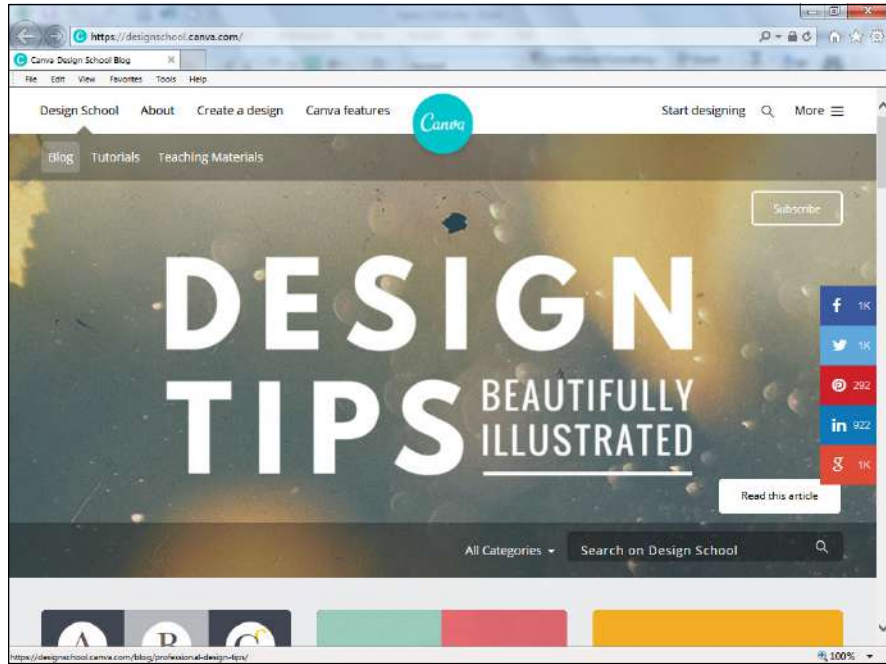 https://designschool.canva.com/
Canva Design School Blog
File Edit View Favorites Tools Help
Design School About Create a design Canva features Canva Start designing More
Blog Tutorials Teaching Materials
Subscribe
DESIGN
TIPS BEAUTIFULLY
ILLUSTRATED
f 1K
1K
292
in 922
g 1K
Read this article
All Categories Search on Design School
A B C
https://designschool.canva.com/blog/professional-design-tips/
100%